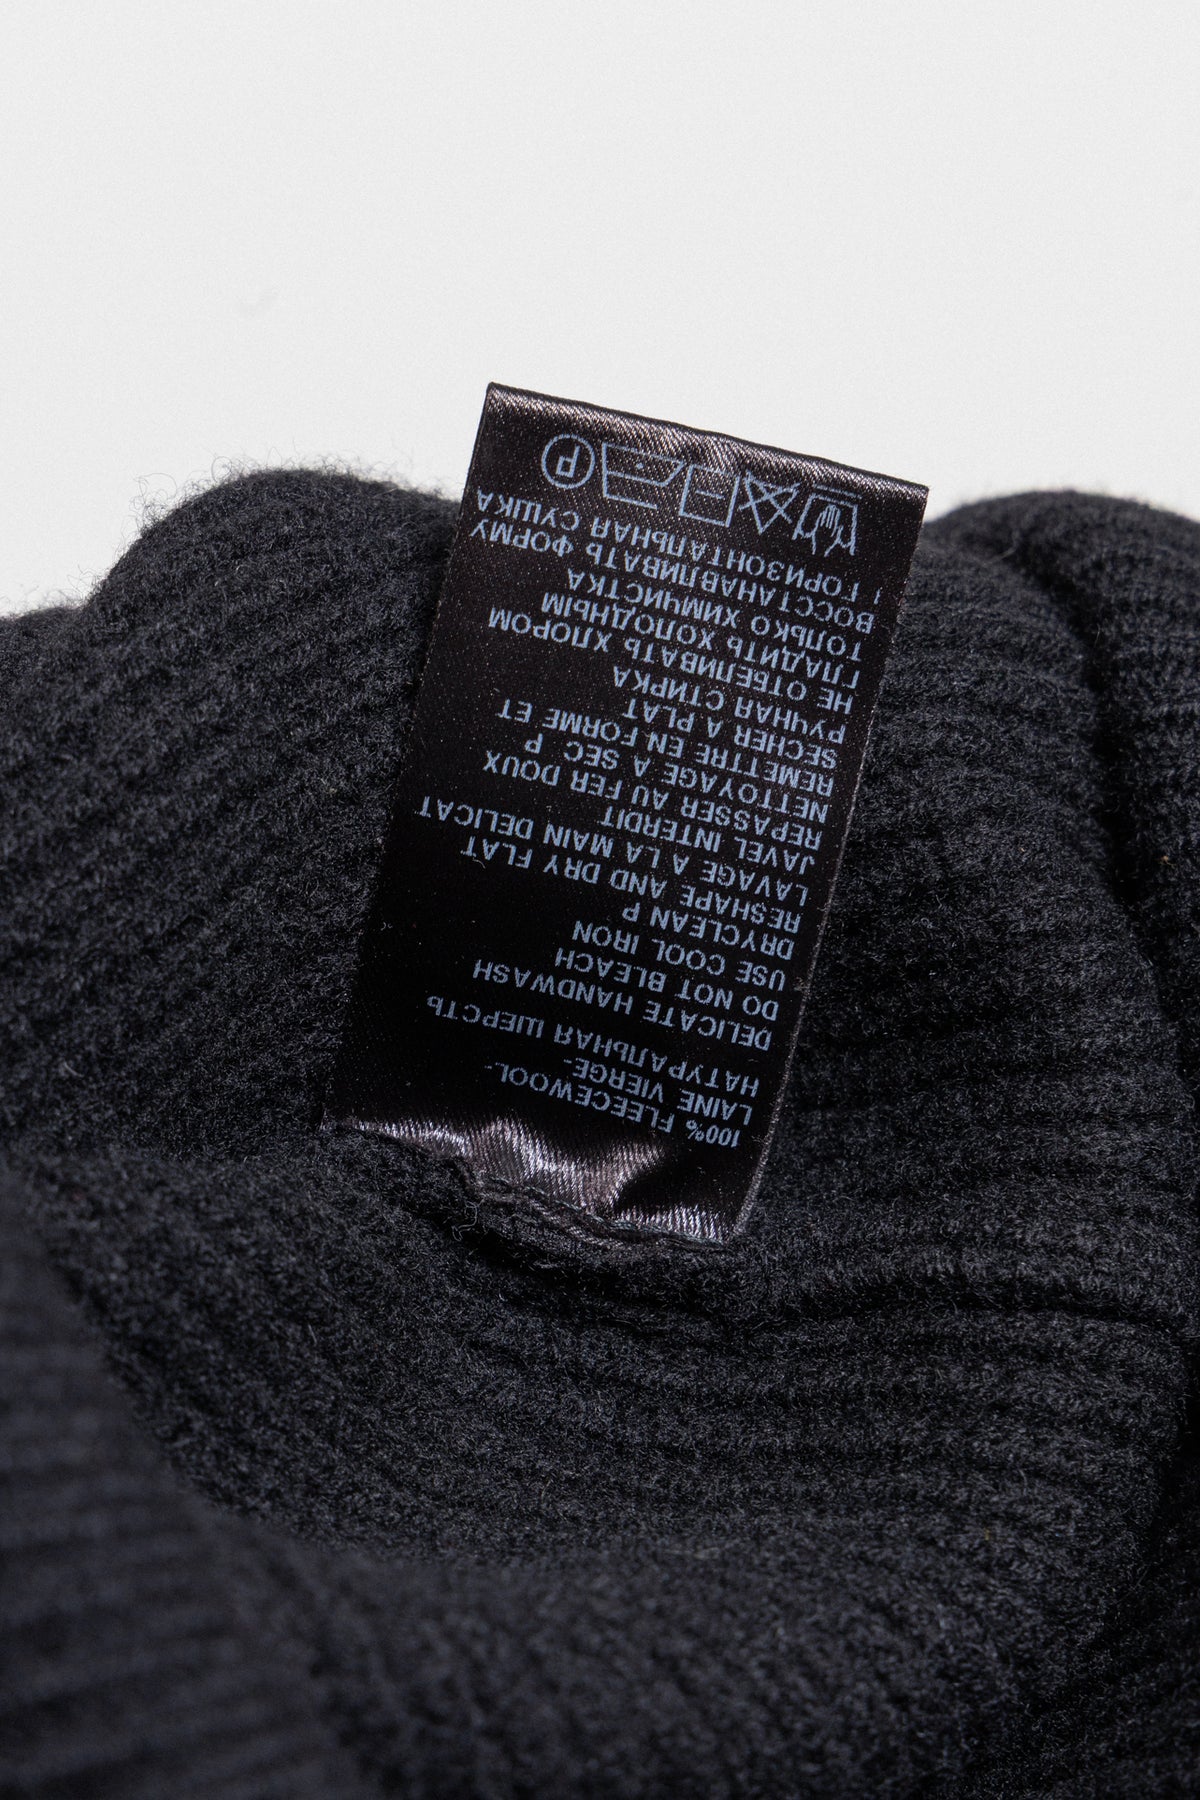 100% FLEECEWOOL-
LAINE VIERGE-
НАТУРАЛЬНАЯ ШЕРСТЬ
DELICATE HANDWASH
DO NOT BLEACH
USE COOL IRON
DRYCLEAN P
RESHAPE AND DRY FLAT
LAVAGE A LA MAIN DELICAT
JAVEL INTERDIT
REPASSER AU FER DOUX
NETTOYAGE A SEC P
REMETTRE EN FORME ET
SECHER A PLAT
РУЧНАЯ СТИРКА
НЕ ОТБЕЛИВАТЬ ХЛОРОМ
ГЛАДИТЬ ХОЛОДНЫМ
ТОЛЬКО ХИМЧИСТКА
ВОССТАНАВЛИВАТЬ ФОРМУ
ГОРИЗОНТАЛЬНАЯ СУШКА
P